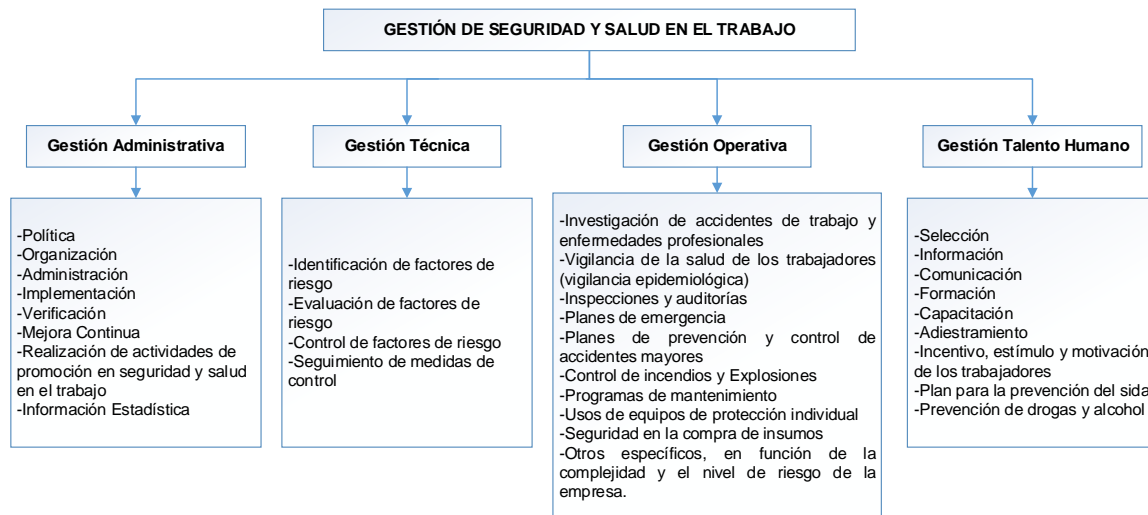 GESTIÓN DE SEGURIDAD Y SALUD EN EL TRABAJO
Gestión Administrativa
Gestión Técnica
Gestión Operativa
Gestión Talento Humano
-Política
-Organización
-Administración
-Implementación
-Verificación
-Mejora Continua
-Realización de actividades de
promoción en seguridad y salud
en el trabajo
-Información Estadística
-Identificación de factores de
riesgo
-Evaluación de factores de
riesgo
-Control de factores de riesgo
-Seguimiento de medidas de
control
-Investigación de accidentes de trabajo y
enfermedades profesionales
-Vigilancia de la salud de los trabajadores
(vigilancia epidemiológica)
-Inspecciones y auditorías
-Planes de emergencia
-Planes de prevención y control de
accidentes mayores
-Control de incendios y Explosiones
-Programas de mantenimiento
-Usos de equipos de protección individual
-Seguridad en la compra de insumos
-Otros específicos, en función de la
complejidad y el nivel de riesgo de la
empresa.
-Selección
-Información
-Comunicación
-Formación
-Capacitación
-Adiestramiento
-Incentivo, estímulo y motivación
de los trabajadores
-Plan para la prevención del sida
-Prevención de drogas y alcohol